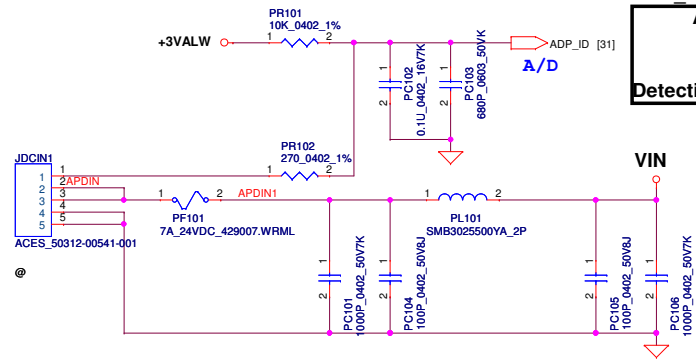 PR101
10K_0402_1%
+3VALW
1
2
ADP_ID [31]
A/D
1
2
PC102
0.1U_0402_16V7K
1
2
PC103
680P_0603_50VK
Detecti
PR102
270_0402_1%
1
2
JDCIN1
1
2
3
4
5
1
2
3
4
5
APDIN
ACES_50312-00541-001
@
1
2
PF101
7A_24VDC_429007.WRML
APDIN1
1
2
PL101
SMB3025500YA_2P
VIN
1
2
PC101
1000P_0402_50V7K
1
2
PC104
100P_0402_50V8J
1
2
PC105
100P_0402_50V8J
1
2
PC106
1000P_0402_50V7K